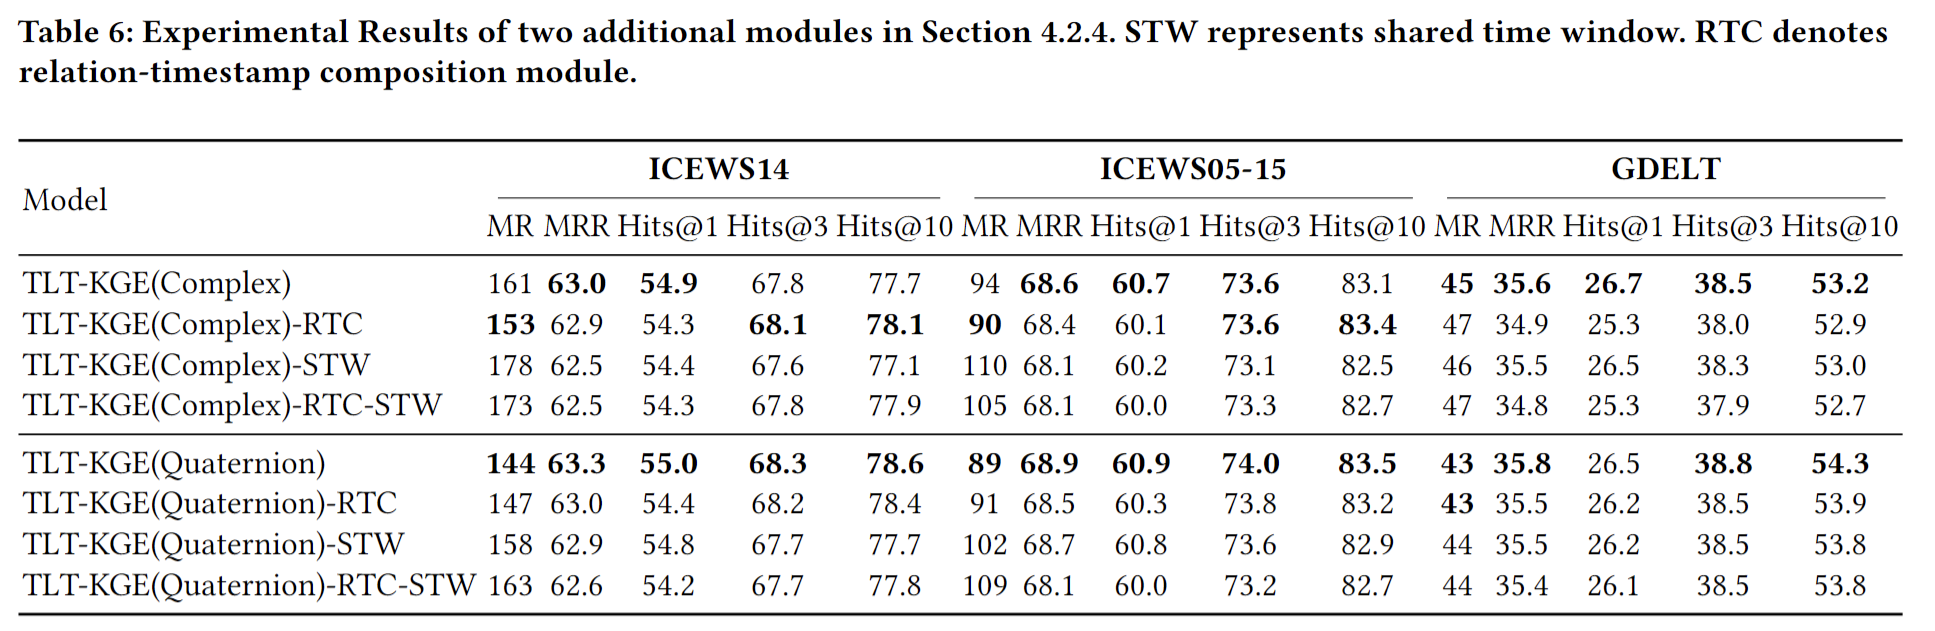 Table 6: Experimental Results of two additional modules in Section 4.2.4. STW represents shared time window. RTC denotes
relation-timestamp composition module.
Model ICEWS14 ICEWS05-15 GDELT
MR MRR Hits@1 Hits@3 Hits@10 MR MRR Hits@1 Hits@3 Hits@10 MR MRR Hits@1 Hits@3 Hits@10
TLT-KGE(Complex) 161 63.0 54.9 67.8 77.7 94 68.6 60.7 73.6 83.1 45 35.6 26.7 38.5 53.2
TLT-KGE(Complex)-RTC 153 62.9 54.3 68.1 78.1 90 68.4 60.1 73.6 83.4 47 34.9 25.3 38.0 52.9
TLT-KGE(Complex)-STW 178 62.5 54.4 67.6 77.1 110 68.1 60.2 73.1 82.5 46 35.5 26.5 38.3 53.0
TLT-KGE(Complex)-RTC-STW 173 62.5 54.3 67.8 77.9 105 68.1 60.0 73.3 82.7 47 34.8 25.3 37.9 52.7
TLT-KGE(Quaternion) 144 63.3 55.0 68.3 78.6 89 68.9 60.9 74.0 83.5 43 35.8 26.5 38.8 54.3
TLT-KGE(Quaternion)-RTC 147 63.0 54.4 68.2 78.4 91 68.5 60.3 73.8 83.2 43 35.5 26.2 38.5 53.9
TLT-KGE(Quaternion)-STW 158 62.9 54.8 67.7 77.7 102 68.7 60.8 73.6 82.9 44 35.5 26.2 38.5 53.8
TLT-KGE(Quaternion)-RTC-STW 163 62.6 54.2 67.7 77.8 109 68.1 60.0 73.2 82.7 44 35.4 26.1 38.5 53.8